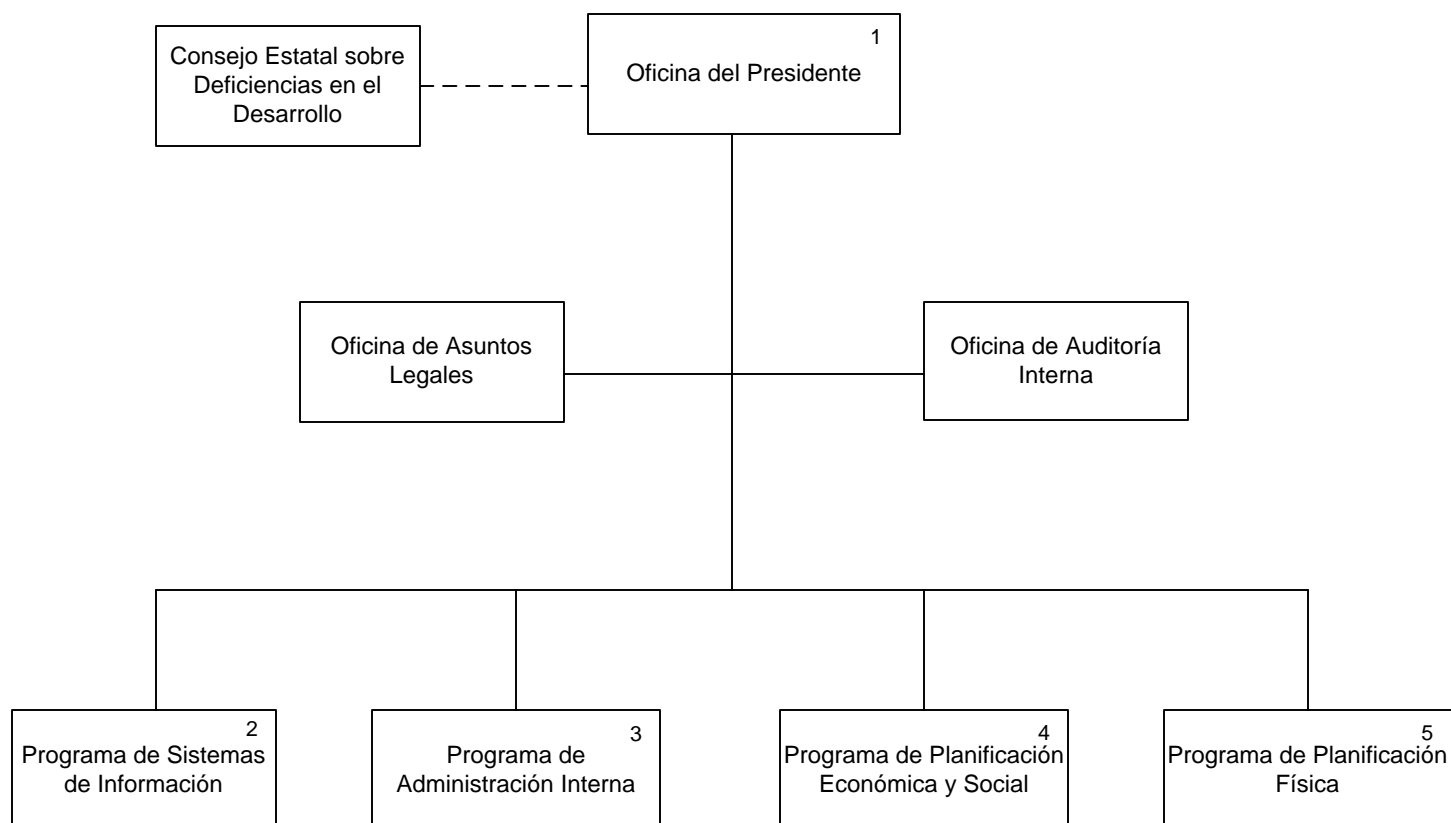 Consejo Estatal sobre
Deficiencias en el
Desarrollo
1
Oficina del Presidente
Oficina de Asuntos
Legales
Oficina de Auditoría
Interna
2
Programa de Sistemas
de Información
3
Programa de
Administración Interna
4
Programa de Planificación
Económica y Social
5
Programa de Planificación
Física